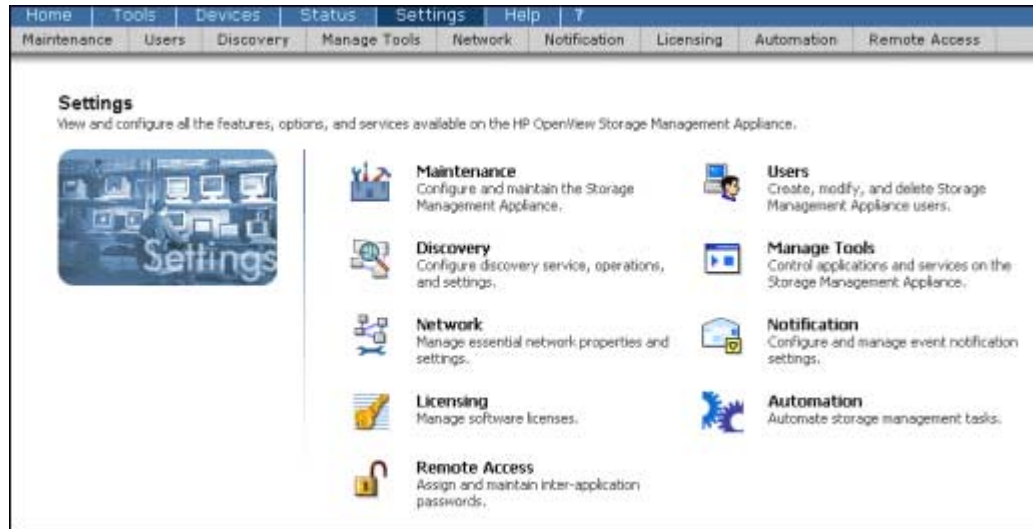 Home Tools Devices Status Settings Help ?
Maintenance Users Discovery Manage Tools Network Notification Licensing Automation Remote Access
Settings
View and configure all the features, options, and services available on the HP OpenView Storage Management Appliance.
Settings
Maintenance
Configure and maintain the Storage
Management Appliance.
Users
Create, modify, and delete Storage
Management Appliance users.
Discovery
Configure discovery service, operations,
and settings.
Manage Tools
Control applications and services on the
Storage Management Appliance.
Network
Manage essential network properties and
settings.
Notification
Configure and manage event notification
settings.
Licensing
Manage software licenses.
Automation
Automate storage management tasks.
Remote Access
Assign and maintain inter-application
passwords.